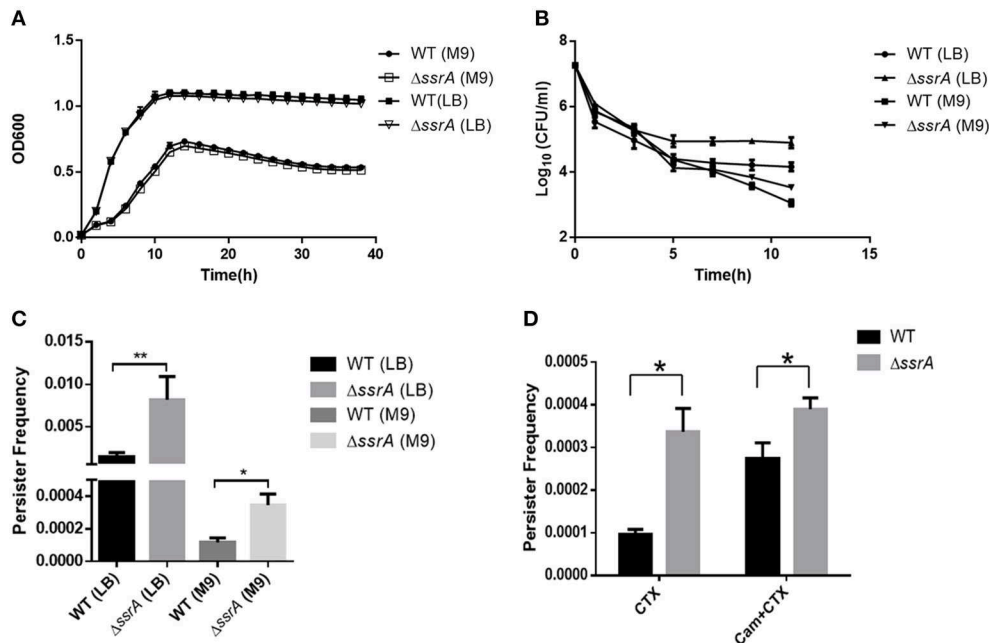 A
OD600
1.5
1.0
0.5
0.0
0
10
20
30
40
Time(h)
WT (M9)
ΔssrA (M9)
WT(LB)
ΔssrA (LB)
B
Log10 (CFU/ml)
8
6
4
2
0
5
10
15
Time(h)
WT (LB)
ΔssrA (LB)
WT (M9)
ΔssrA (M9)
C
Persister Frequency
0.015
0.010
0.005
0.0004
0.0002
0.0000
**
*
WT (LB)
ΔssrA (LB)
WT (M9)
ΔssrA (M9)
WT (LB)
ΔssrA (LB)
WT (M9)
ΔssrA (M9)
D
Persister Frequency
0.0005
0.0004
0.0003
0.0002
0.0001
0.0000
*
*
CTX
Cam+CTX
WT
ΔssrA